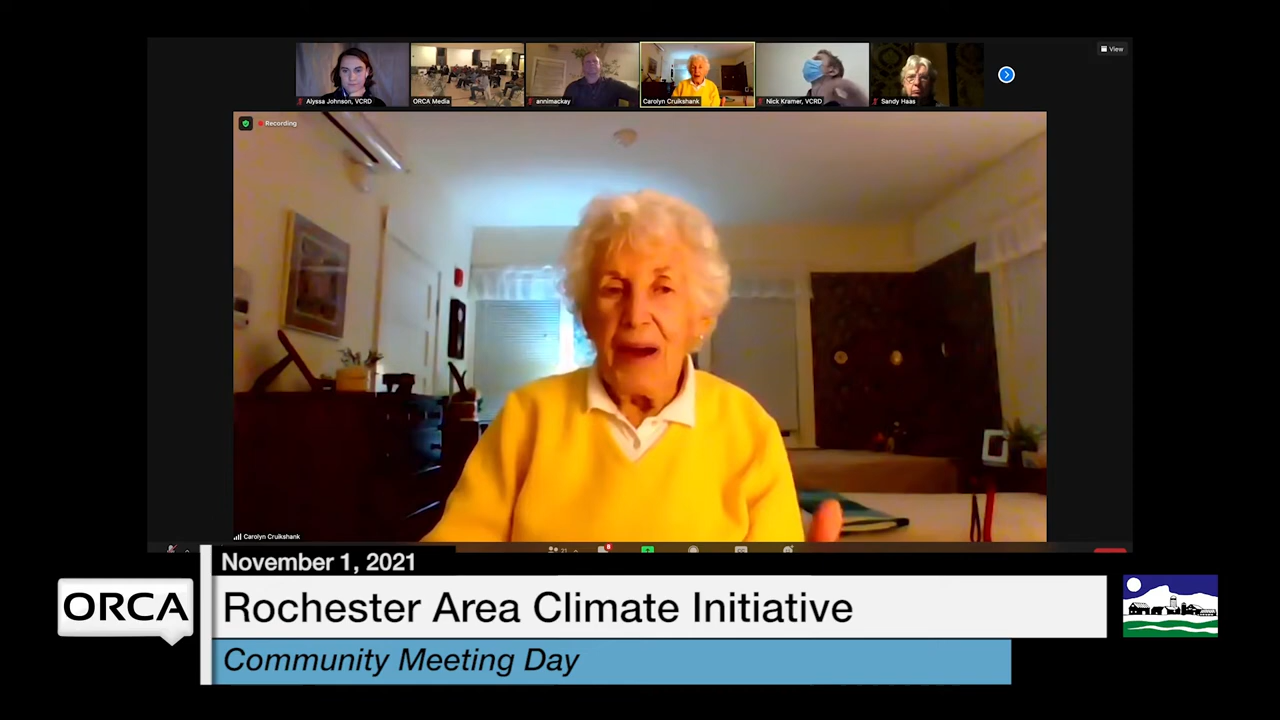 View
Alyssa Johnson, VCRD
ORCA Media
annimackay
Carolyn Cruikshank
Nick Kramer, VCRD
Sandy Haas
Recording
Carolyn Cruikshank
21
November 1, 2021
ORCA
Rochester Area Climate Initiative
Community Meeting Day